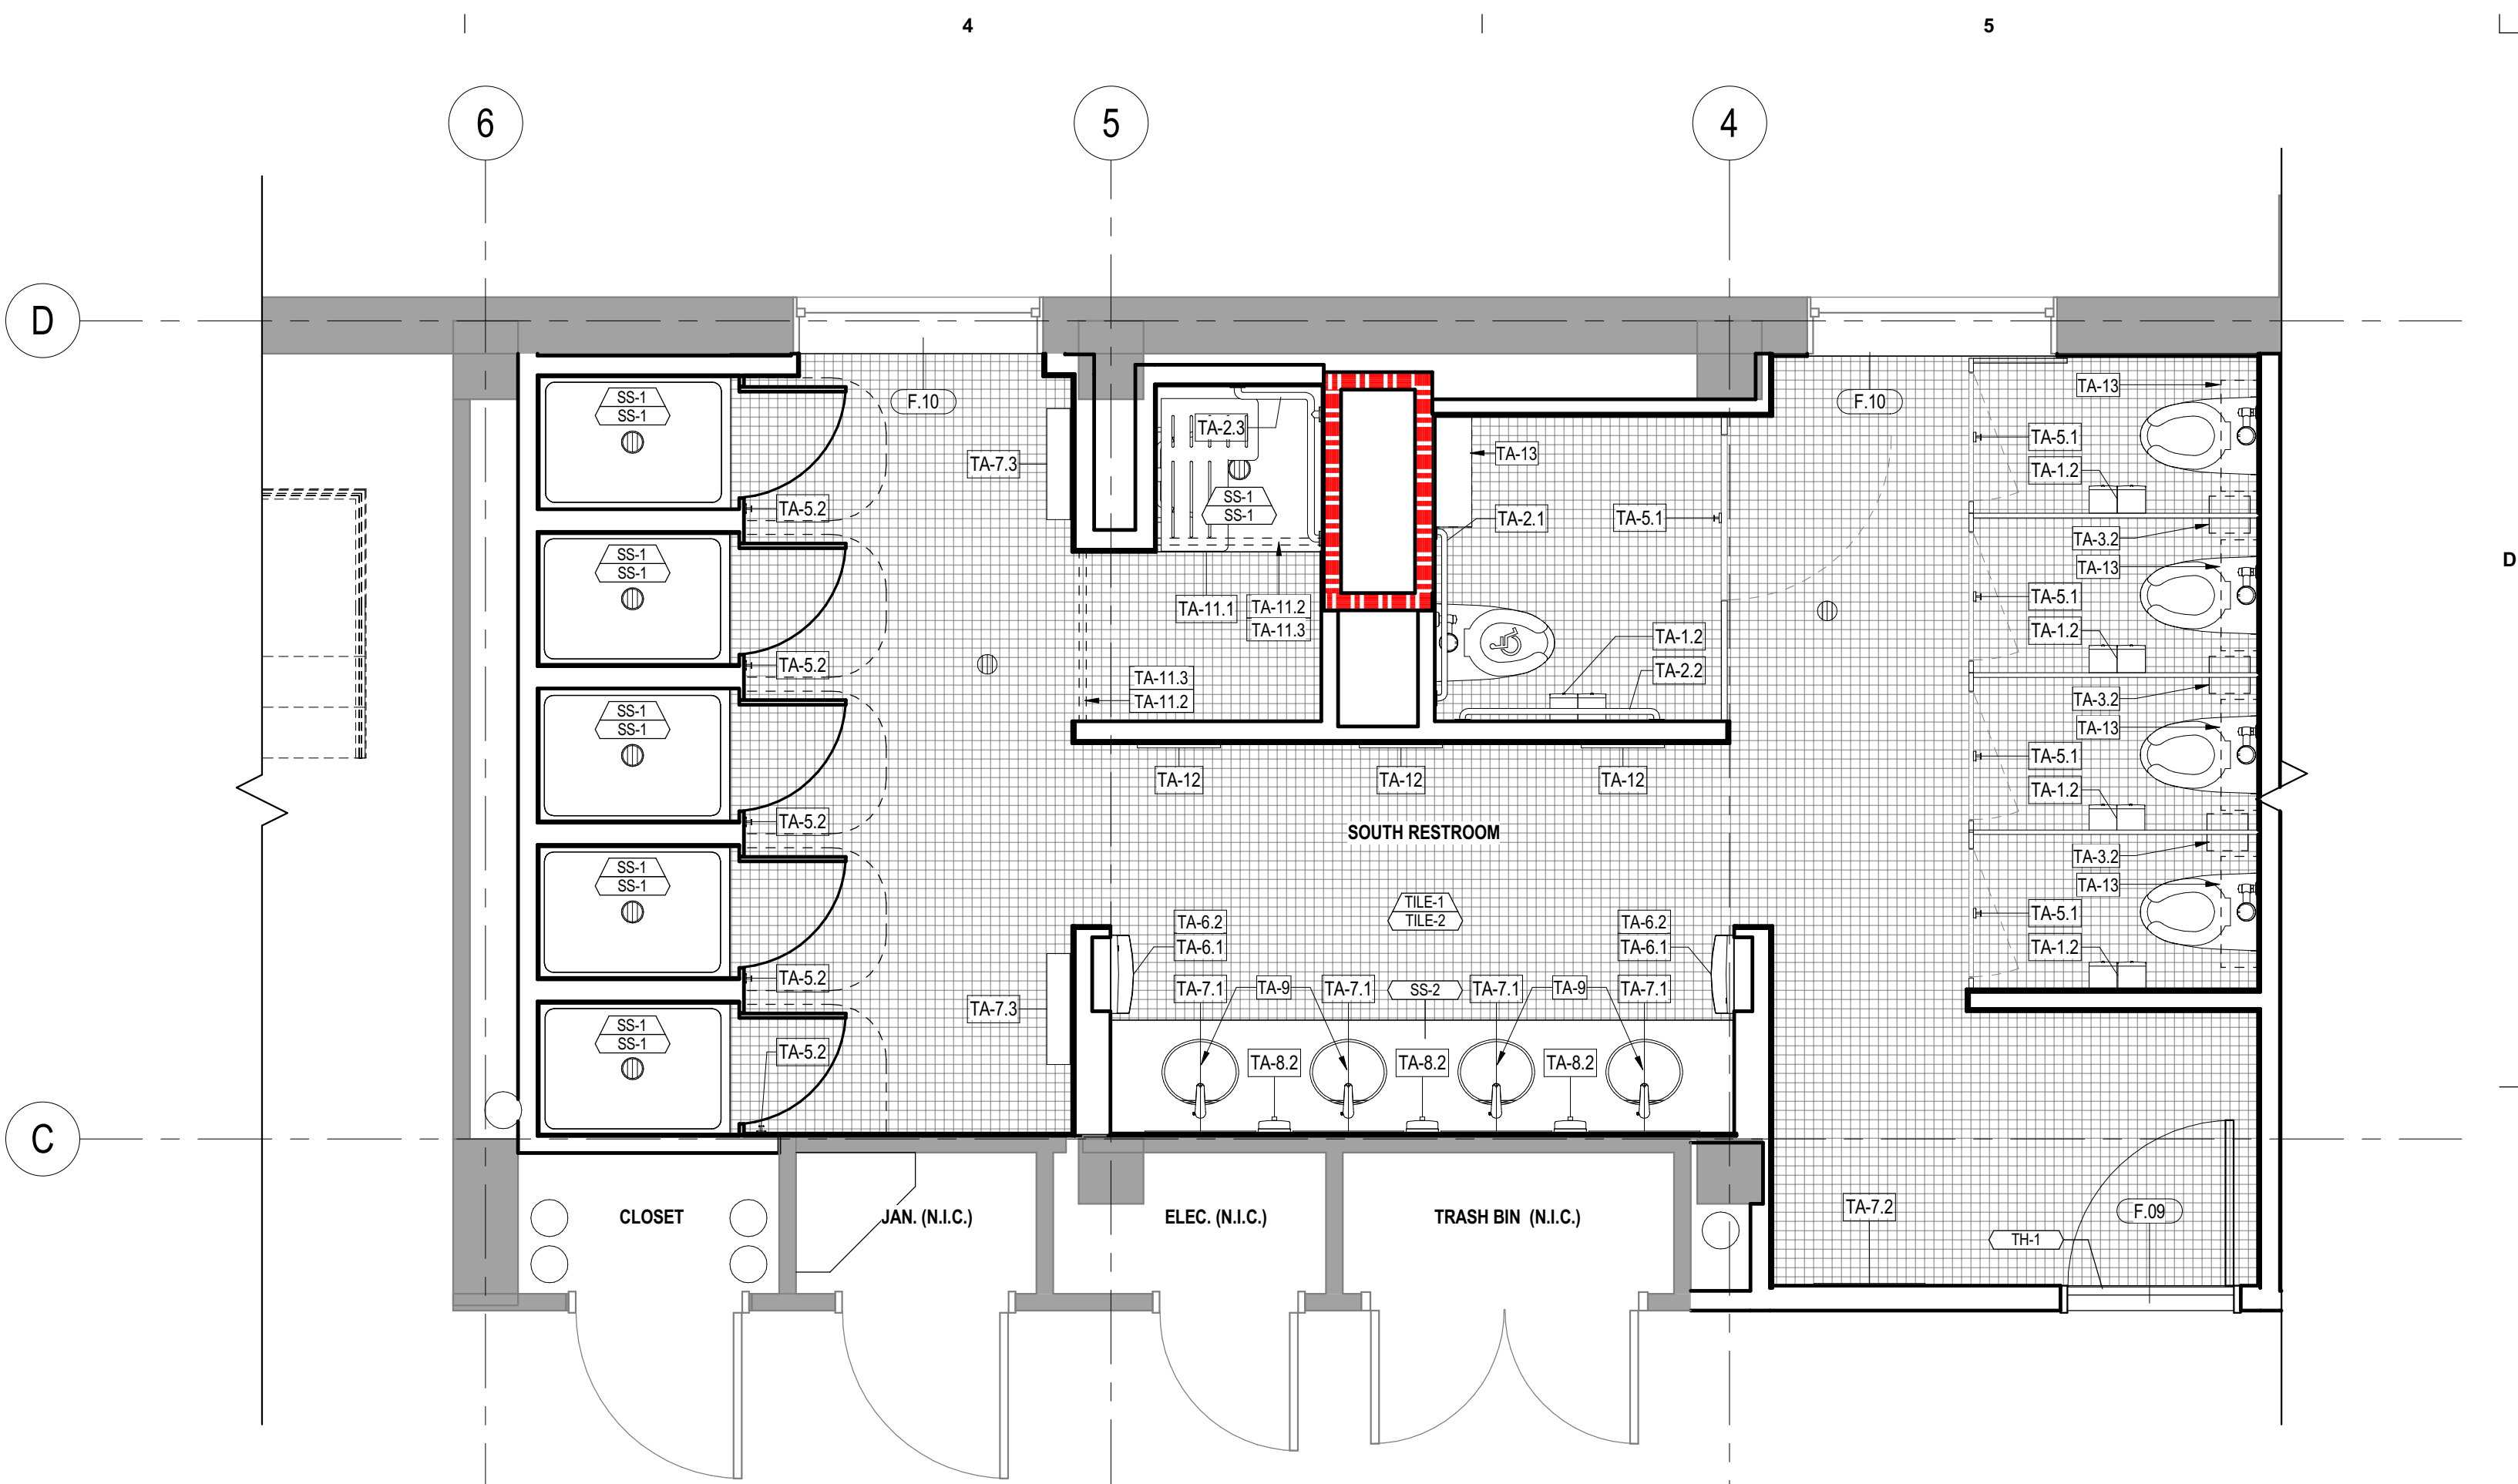 4
5
6
5
4
D
SS-1
SS-1
F.10
TA-2.3
F.10
TA-13
TA-7.3
TA-13
TA-5.1
TA-1.2
TA-5.2
SS-1
SS-1
TA-2.1
TA-5.1
TA-3.2
D
SS-1
SS-1
TA-13
TA-11.1
TA-11.2
TA-11.3
TA-5.1
TA-1.2
TA-1.2
TA-5.2
TA-11.3
TA-11.2
TA-2.2
TA-3.2
SS-1
SS-1
TA-13
TA-5.1
TA-12
TA-12
TA-12
TA-1.2
TA-5.2
SOUTH RESTROOM
TA-3.2
SS-1
SS-1
TA-13
TILE-1
TILE-2
TA-5.1
TA-6.2
TA-6.1
TA-6.2
TA-6.1
TA-1.2
TA-5.2
TA-7.1
TA-9
TA-7.1
SS-2
TA-7.1
TA-9
TA-7.1
TA-7.3
SS-1
SS-1
TA-5.2
TA-8.2
TA-8.2
TA-8.2
C
CLOSET
JAN. (N.I.C.)
ELEC. (N.I.C.)
TRASH BIN (N.I.C.)
TA-7.2
F.09
TH-1